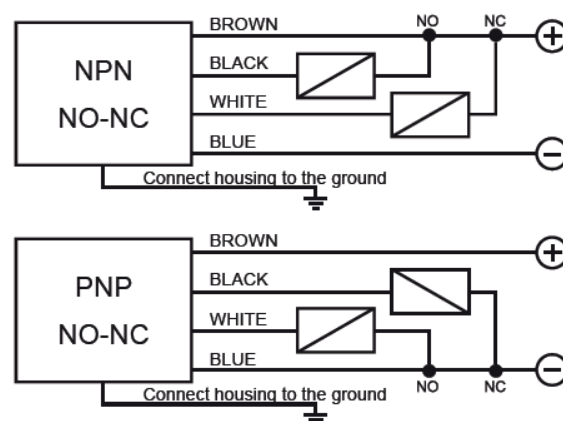 BROWN NO NC +
NPN
NO-NC
BLACK
WHITE
BLUE −
Connect housing to the ground
BROWN +
PNP
NO-NC
BLACK
WHITE
BLUE NO NC −
Connect housing to the ground